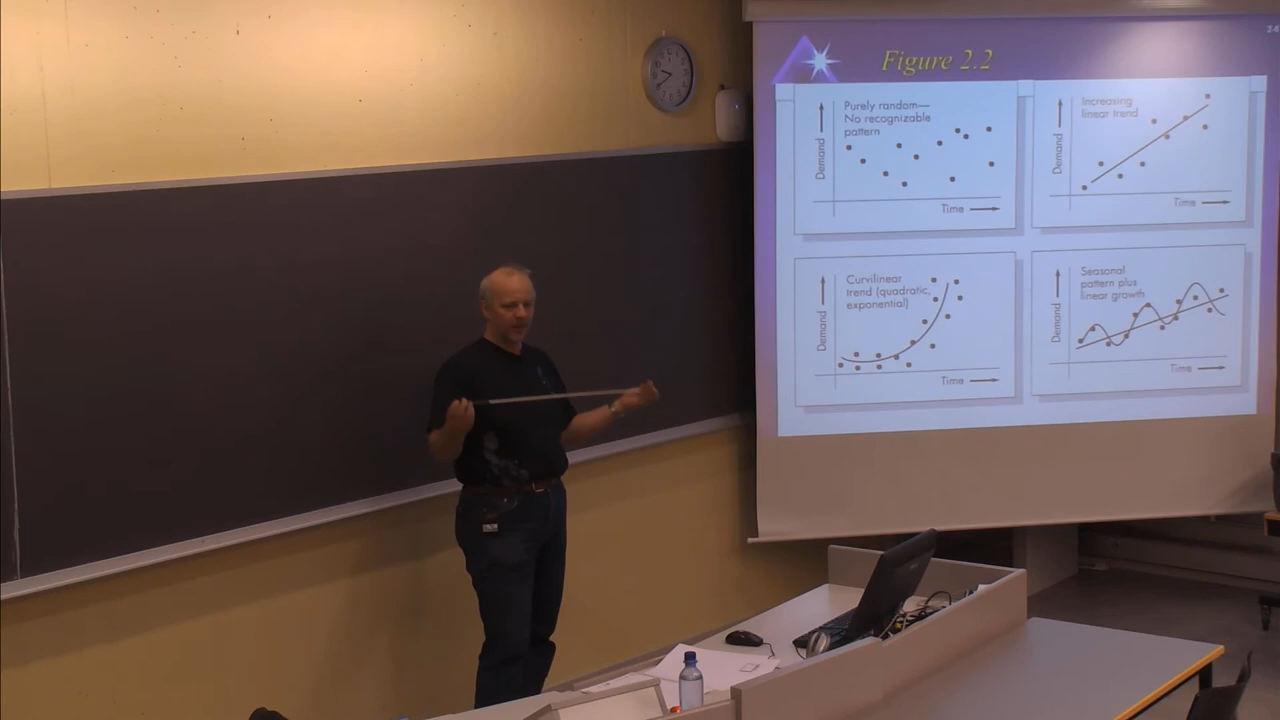 Figure 2.2
Purely random—
No recognizable
pattern
Demand
Time
Increasing
linear trend
Demand
Time
Curvilinear
trend (quadratic,
exponential)
Demand
Time
Seasonal
pattern plus
linear growth
Demand
Time